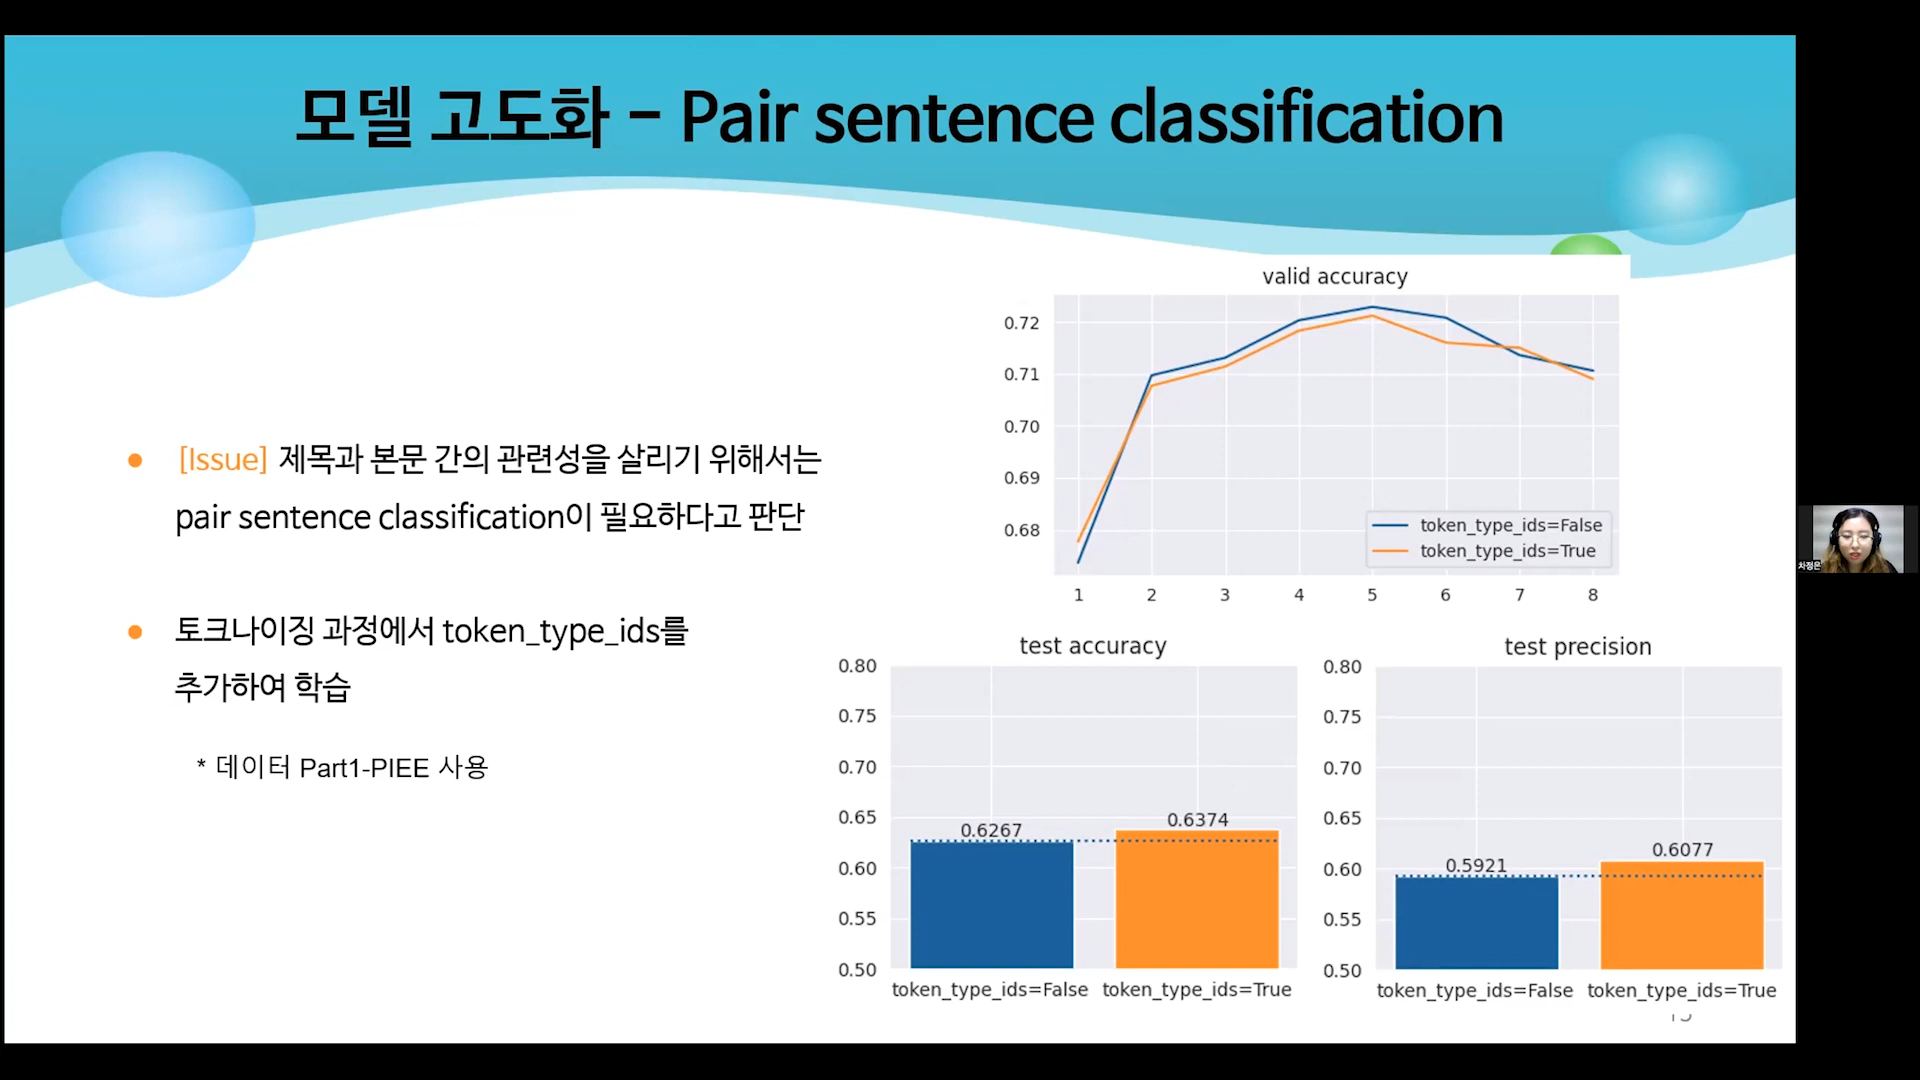 모델 고도화 - Pair sentence classification
[Issue] 제목과 본문 간의 관련성을 살리기 위해서는
pair sentence classification이 필요하다고 판단
토크나이징 과정에서 token_type_ids를
추가하여 학습
* 데이터 Part1-PIEE 사용
valid accuracy
0.72
0.71
0.70
0.69
0.68
token_type_ids=False
token_type_ids=True
1 2 3 4 5 6 7 8
test accuracy
0.80
0.75
0.70
0.65
0.60
0.55
0.50
0.6267
0.6374
token_type_ids=False token_type_ids=True
test precision
0.80
0.75
0.70
0.65
0.60
0.55
0.50
0.5921
0.6077
token_type_ids=False token_type_ids=True
차정은